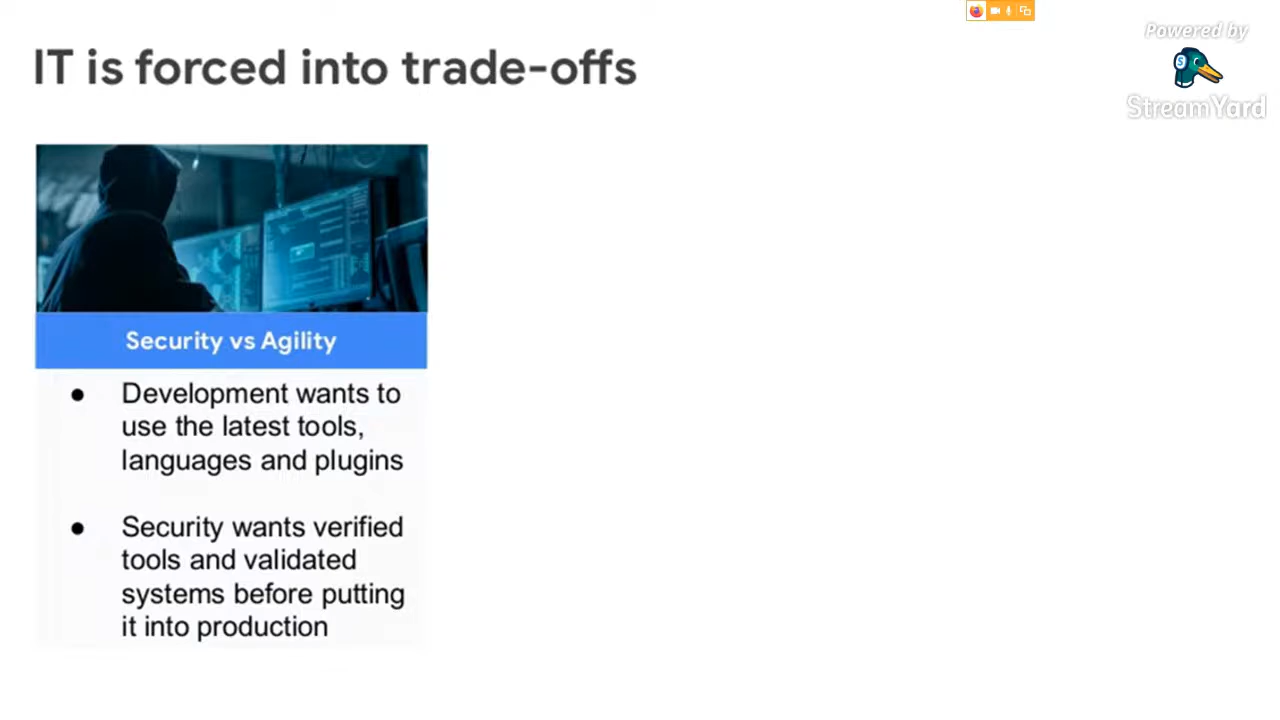 IT is forced into trade-offs
Powered by
StreamYard
Security vs Agility
● Development wants to
use the latest tools,
languages and plugins
● Security wants verified
tools and validated
systems before putting
it into production